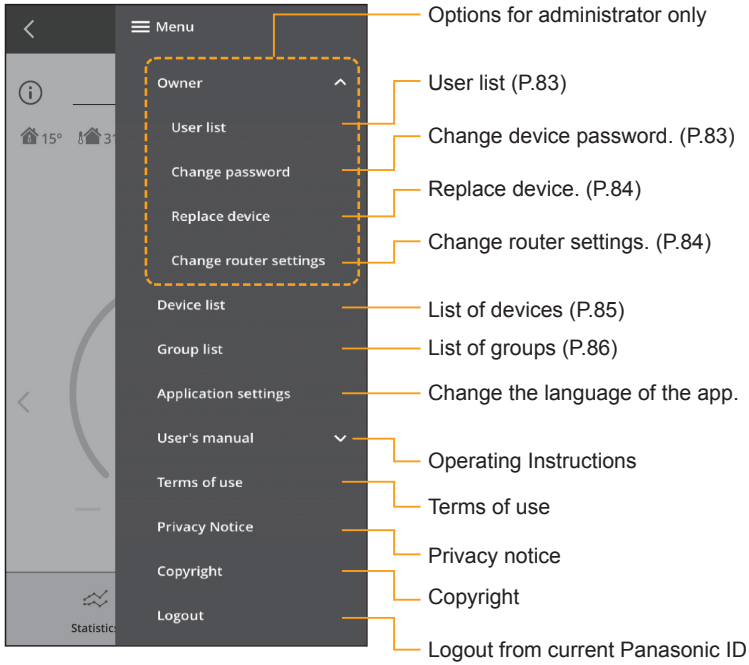 Menu
Owner
User list
Change password
Replace device
Change router settings
Device list
Group list
Application settings
User's manual
Terms of use
Privacy Notice
Copyright
Logout
15°
31
Statistics
Options for administrator only
User list (P.83)
Change device password. (P.83)
Replace device. (P.84)
Change router settings. (P.84)
List of devices (P.85)
List of groups (P.86)
Change the language of the app.
Operating Instructions
Terms of use
Privacy notice
Copyright
Logout from current Panasonic ID